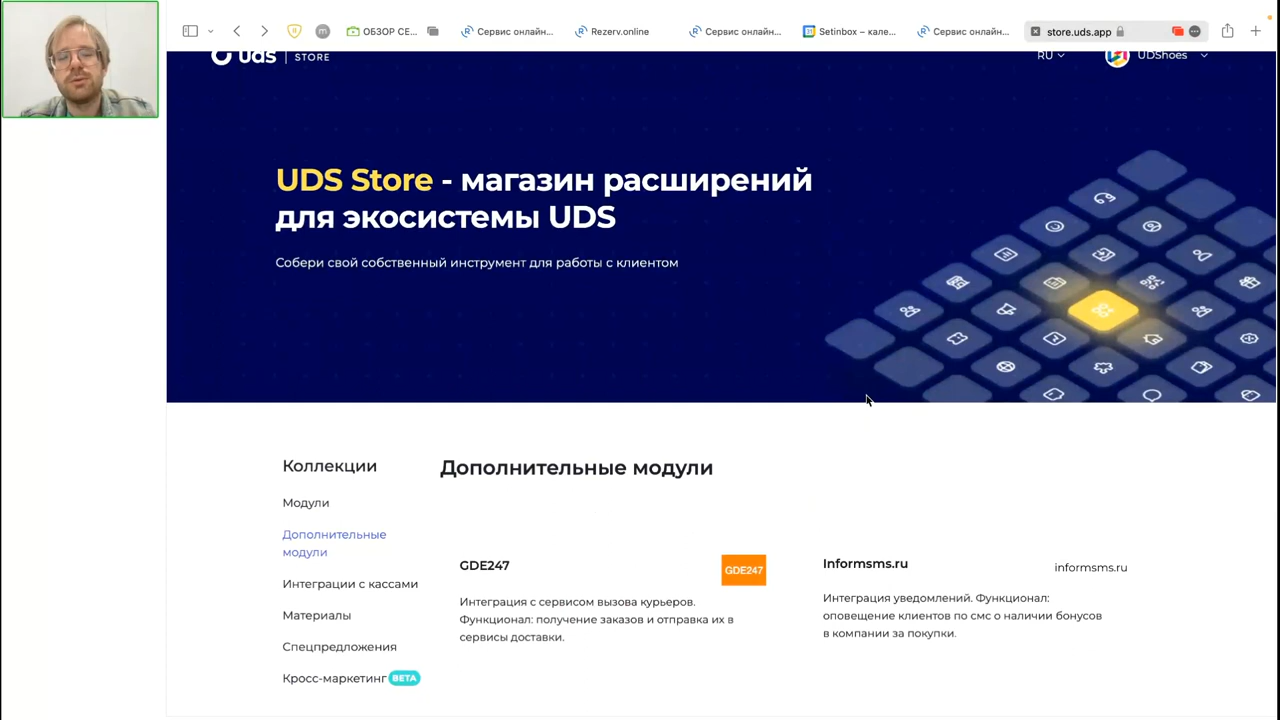 ОБЗОР СЕ...
Сервис онлайн...
Rezerv.online
Сервис онлайн...
Setinbox – кале...
Сервис онлайн...
store.uds.app
uds | STORE
RU
UDShoes
UDS Store - магазин расширений
для экосистемы UDS
Собери свой собственный инструмент для работы с клиентом
Коллекции
Модули
Дополнительные
модули
Интеграции с кассами
Материалы
Спецпредложения
Кросс-маркетинг BETA
Дополнительные модули
GDE247
GDE247
Интеграция с сервисом вызова курьеров.
Функционал: получение заказов и отправка их в
сервисы доставки.
Informsms.ru
informsms.ru
Интеграция уведомлений. Функционал:
оповещение клиентов по смс о наличии бонусов
в компании за покупки.